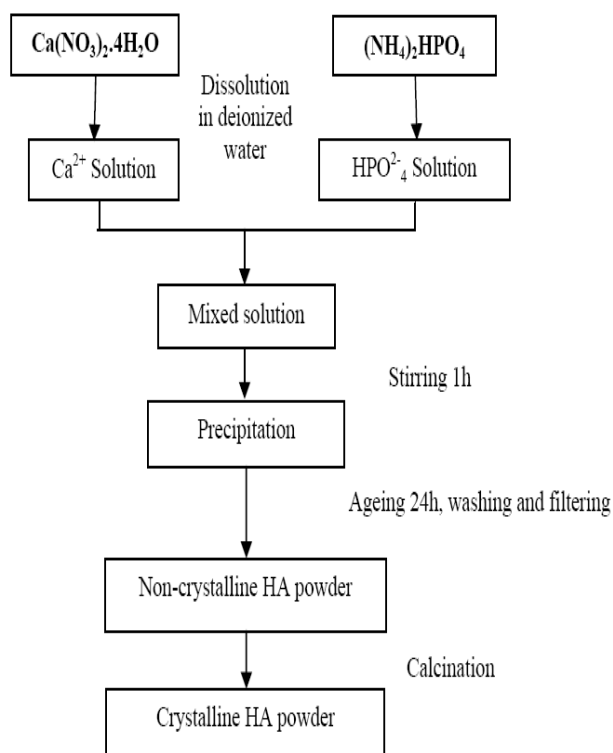 Ca(NO₃)₂.4H₂O
(NH₄)₂HPO₄
Dissolution
in deionized
water
Ca²⁺ Solution
HPO²⁻₄ Solution
Mixed solution
Stirring 1h
Precipitation
Ageing 24h, washing and filtering
Non-crystalline HA powder
Calcination
Crystalline HA powder